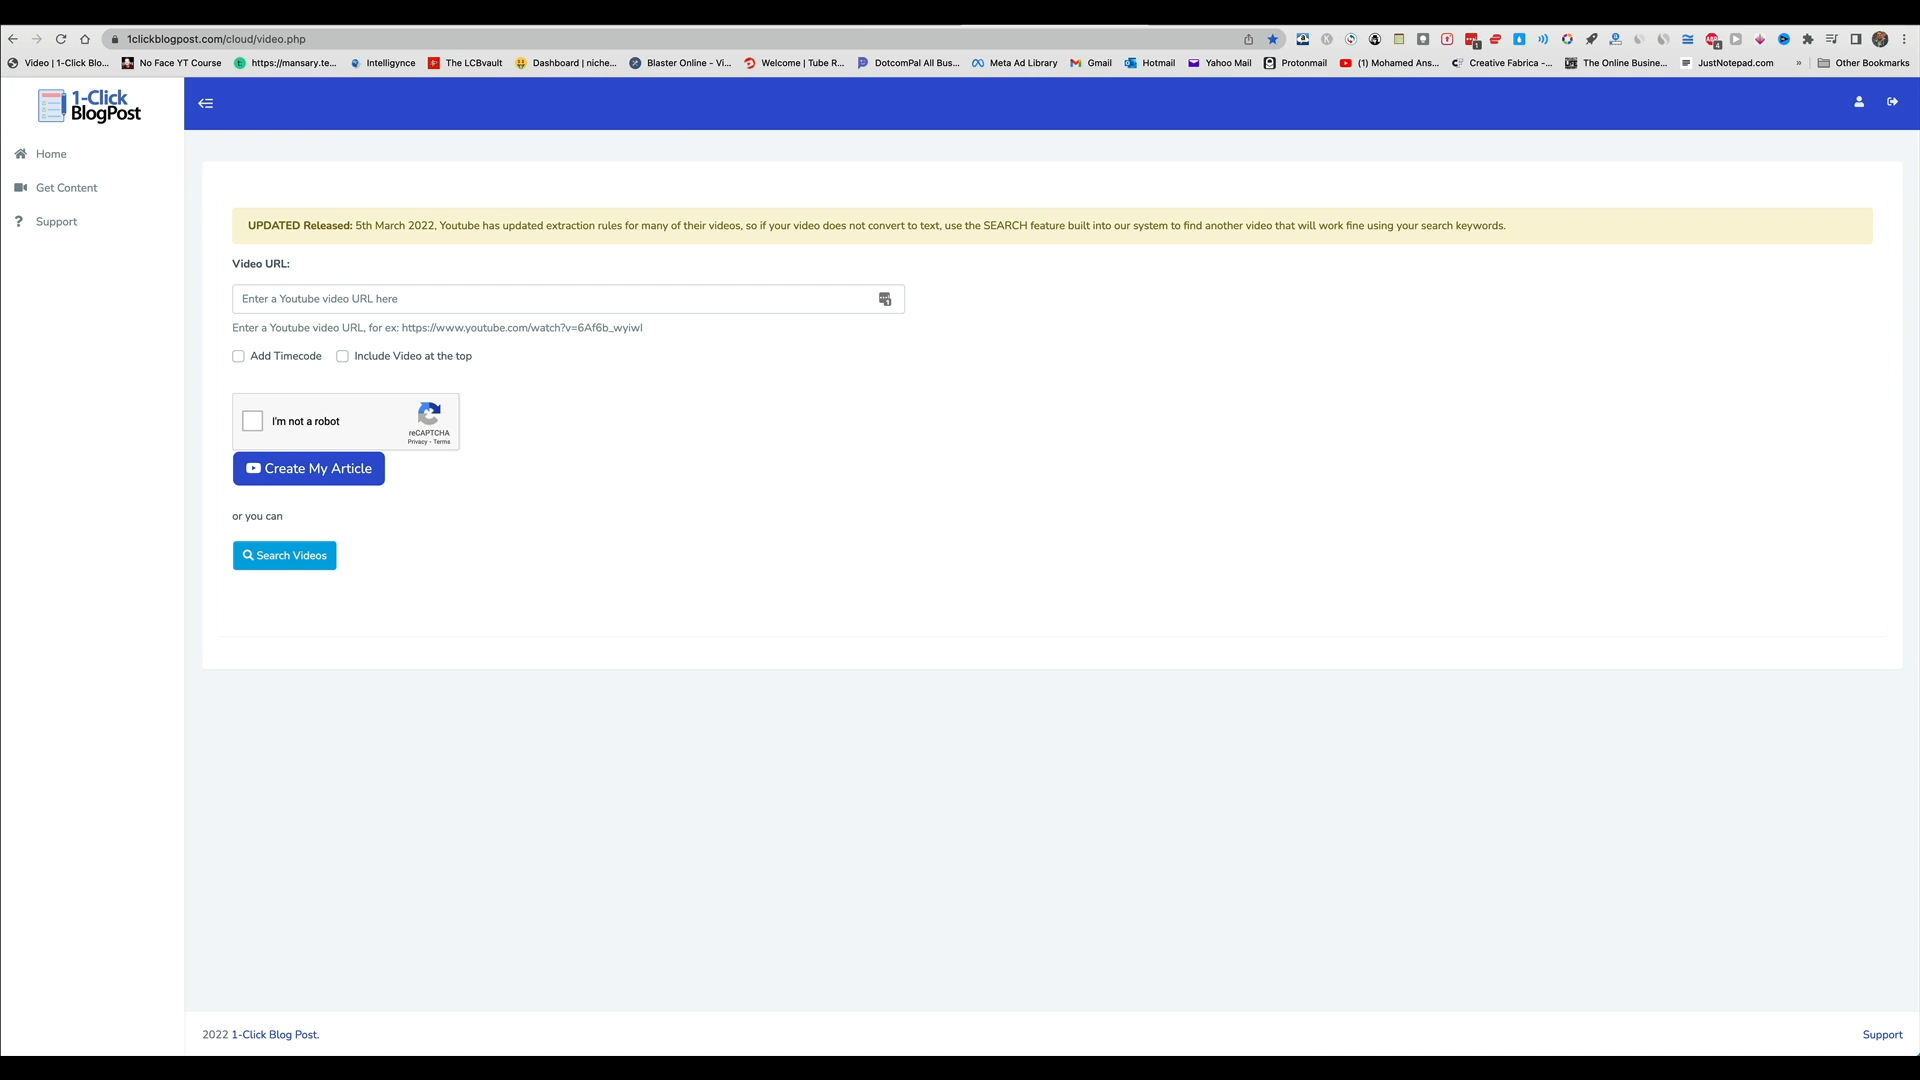 1clickblogpost.com/cloud/video.php
Video | 1-Click Blo... No Face YT Course https://mansary.te... Intelligynce The LCBvault Dashboard | niche... Blaster Online - Vi... Welcome | Tube R... DotcomPal All Bus... Meta Ad Library Gmail Hotmail Yahoo Mail Protonmail (1) Mohamed Ans... Creative Fabrica -... The Online Busine... JustNotepad.com » Other Bookmarks
1-Click
BlogPost
Home
Get Content
Support
UPDATED Released: 5th March 2022, Youtube has updated extraction rules for many of their videos, so if your video does not convert to text, use the SEARCH feature built into our system to find another video that will work fine using your search keywords.
Video URL:
Enter a Youtube video URL here
Enter a Youtube video URL, for ex: https://www.youtube.com/watch?v=6Af6b_wyiwI
Add Timecode Include Video at the top
I'm not a robot
reCAPTCHA
Privacy - Terms
Create My Article
or you can
Search Videos
2022 1-Click Blog Post.
Support